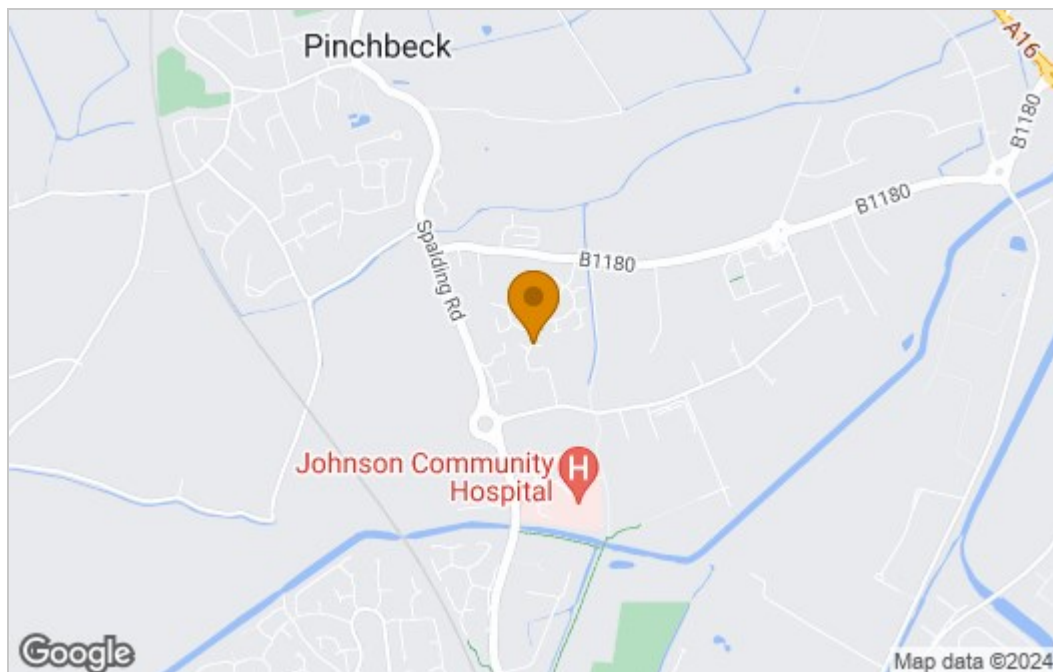 Pinchbeck
A16
B1180
B1180
B1180
Spalding Rd
Johnson Community
Hospital
H
Google
Map data ©2024